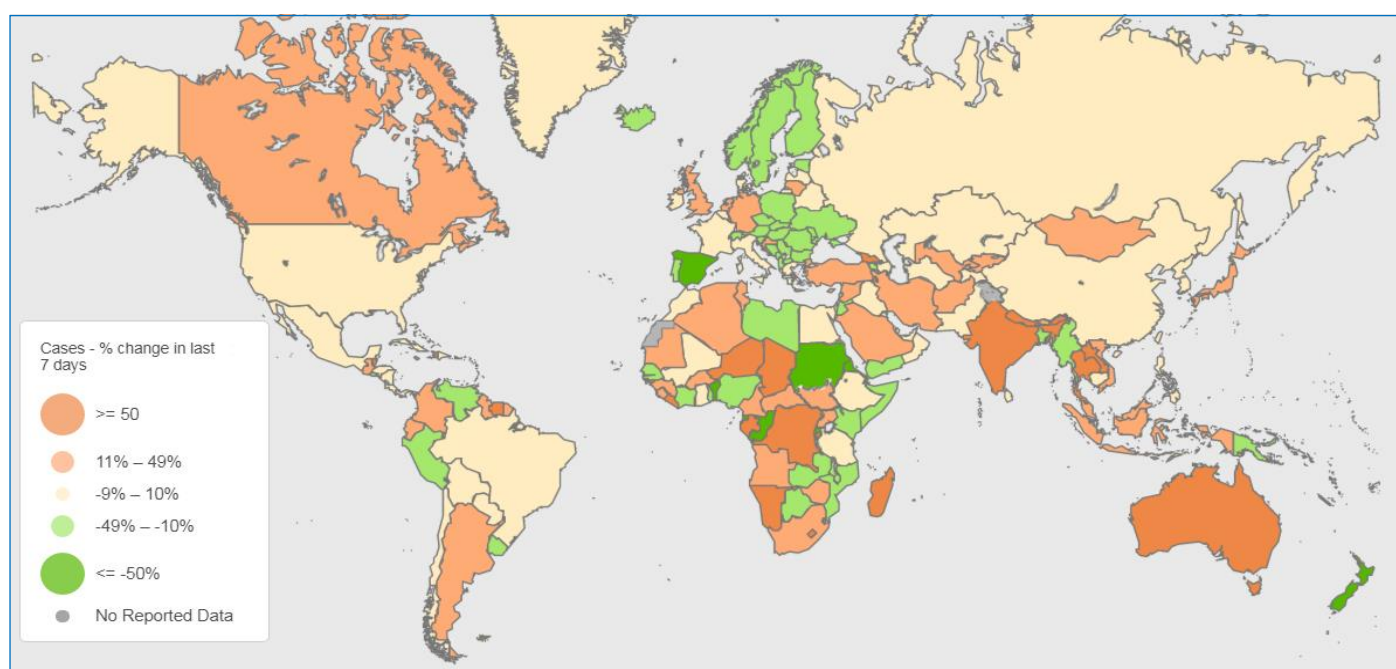 Cases - % change in last
7 days
>= 50
11% – 49%
-9% – 10%
-49% – -10%
<= -50%
No Reported Data